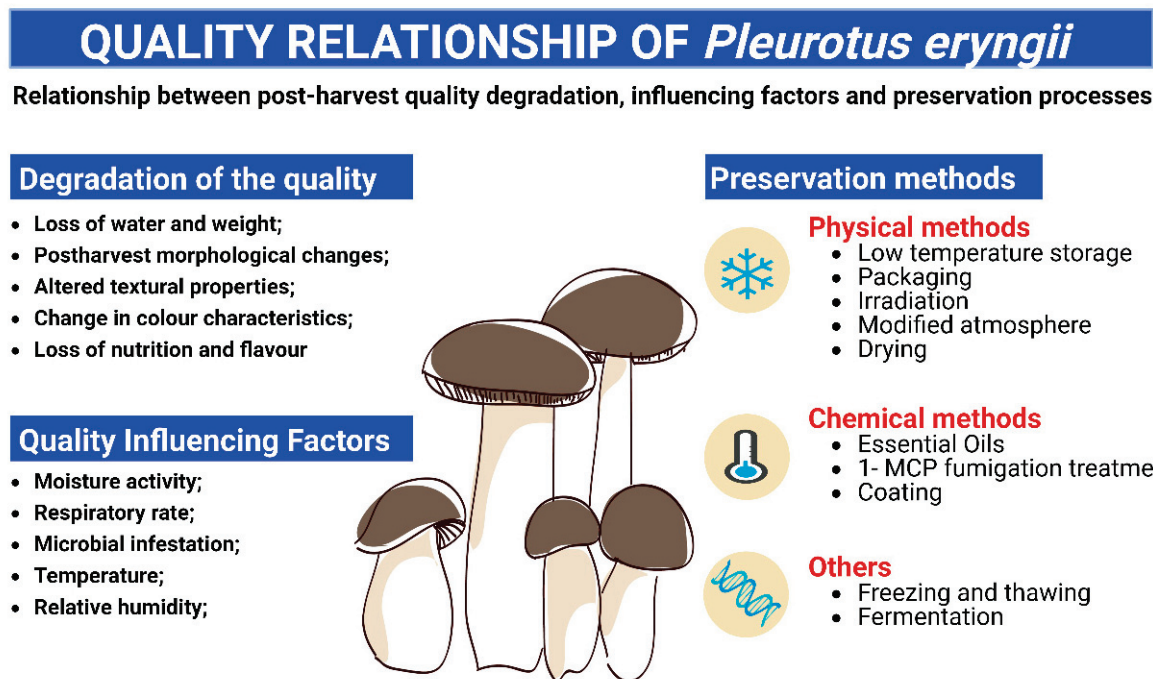 QUALITY RELATIONSHIP OF Pleurotus eryngii
Relationship between post-harvest quality degradation, influencing factors and preservation processes
Degradation of the quality
• Loss of water and weight;
• Postharvest morphological changes;
• Altered textural properties;
• Change in colour characteristics;
• Loss of nutrition and flavour
Quality Influencing Factors
• Moisture activity;
• Respiratory rate;
• Microbial infestation;
• Temperature;
• Relative humidity;
Preservation methods
Physical methods
• Low temperature storage
• Packaging
• Irradiation
• Modified atmosphere
• Drying
Chemical methods
• Essential Oils
• 1- MCP fumigation treatme
• Coating
Others
• Freezing and thawing
• Fermentation